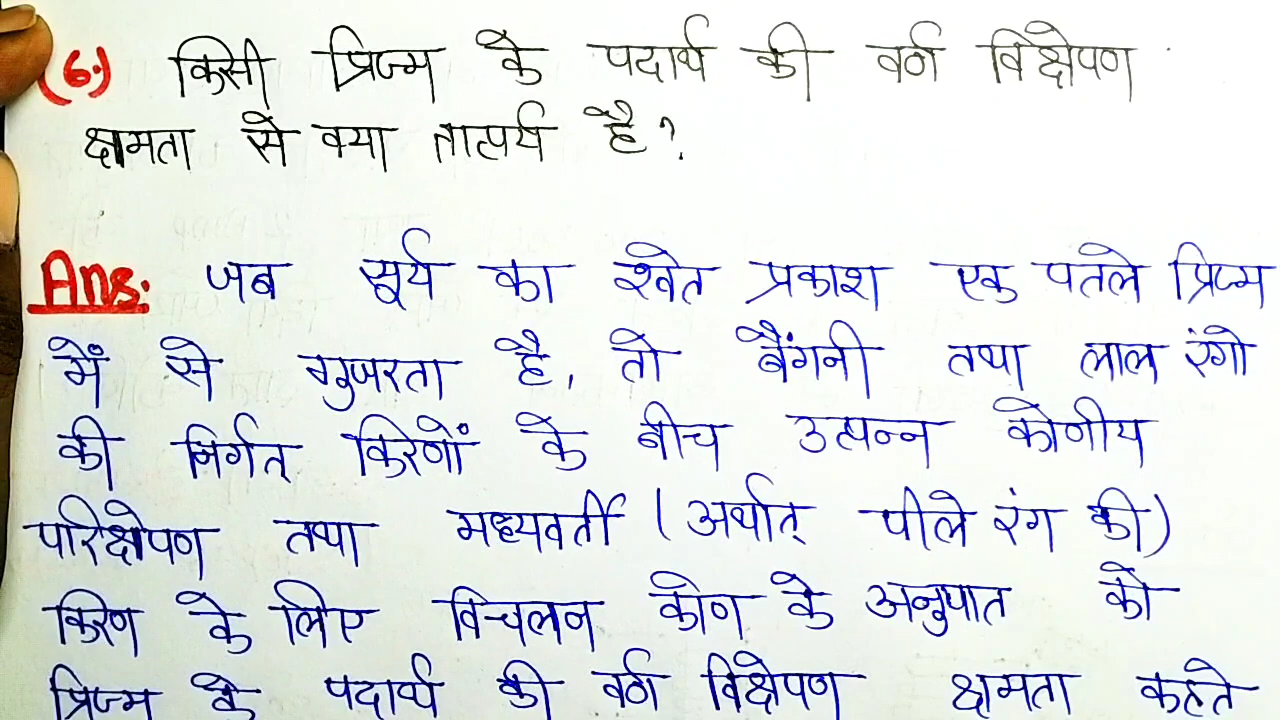 (6.) किसी प्रिज्म के पदार्थ की वर्ण विक्षेपण
क्षमता से क्या तात्पर्य है ?
Ans. जब सूर्य का श्वेत प्रकाश एक पतले प्रिज्म
में से गुजरता है, तो बैंगनी तथा लाल रंगो
की निर्गत् किरणों के बीच उत्पन्न कोणीय
परिक्षेपण तथा मध्यवर्ती (अर्थात् पीले रंग की)
किरण के लिए विचलन कोण के अनुपात को
प्रिज्म के पदार्थ की वर्ण विक्षेपण क्षमता कहते